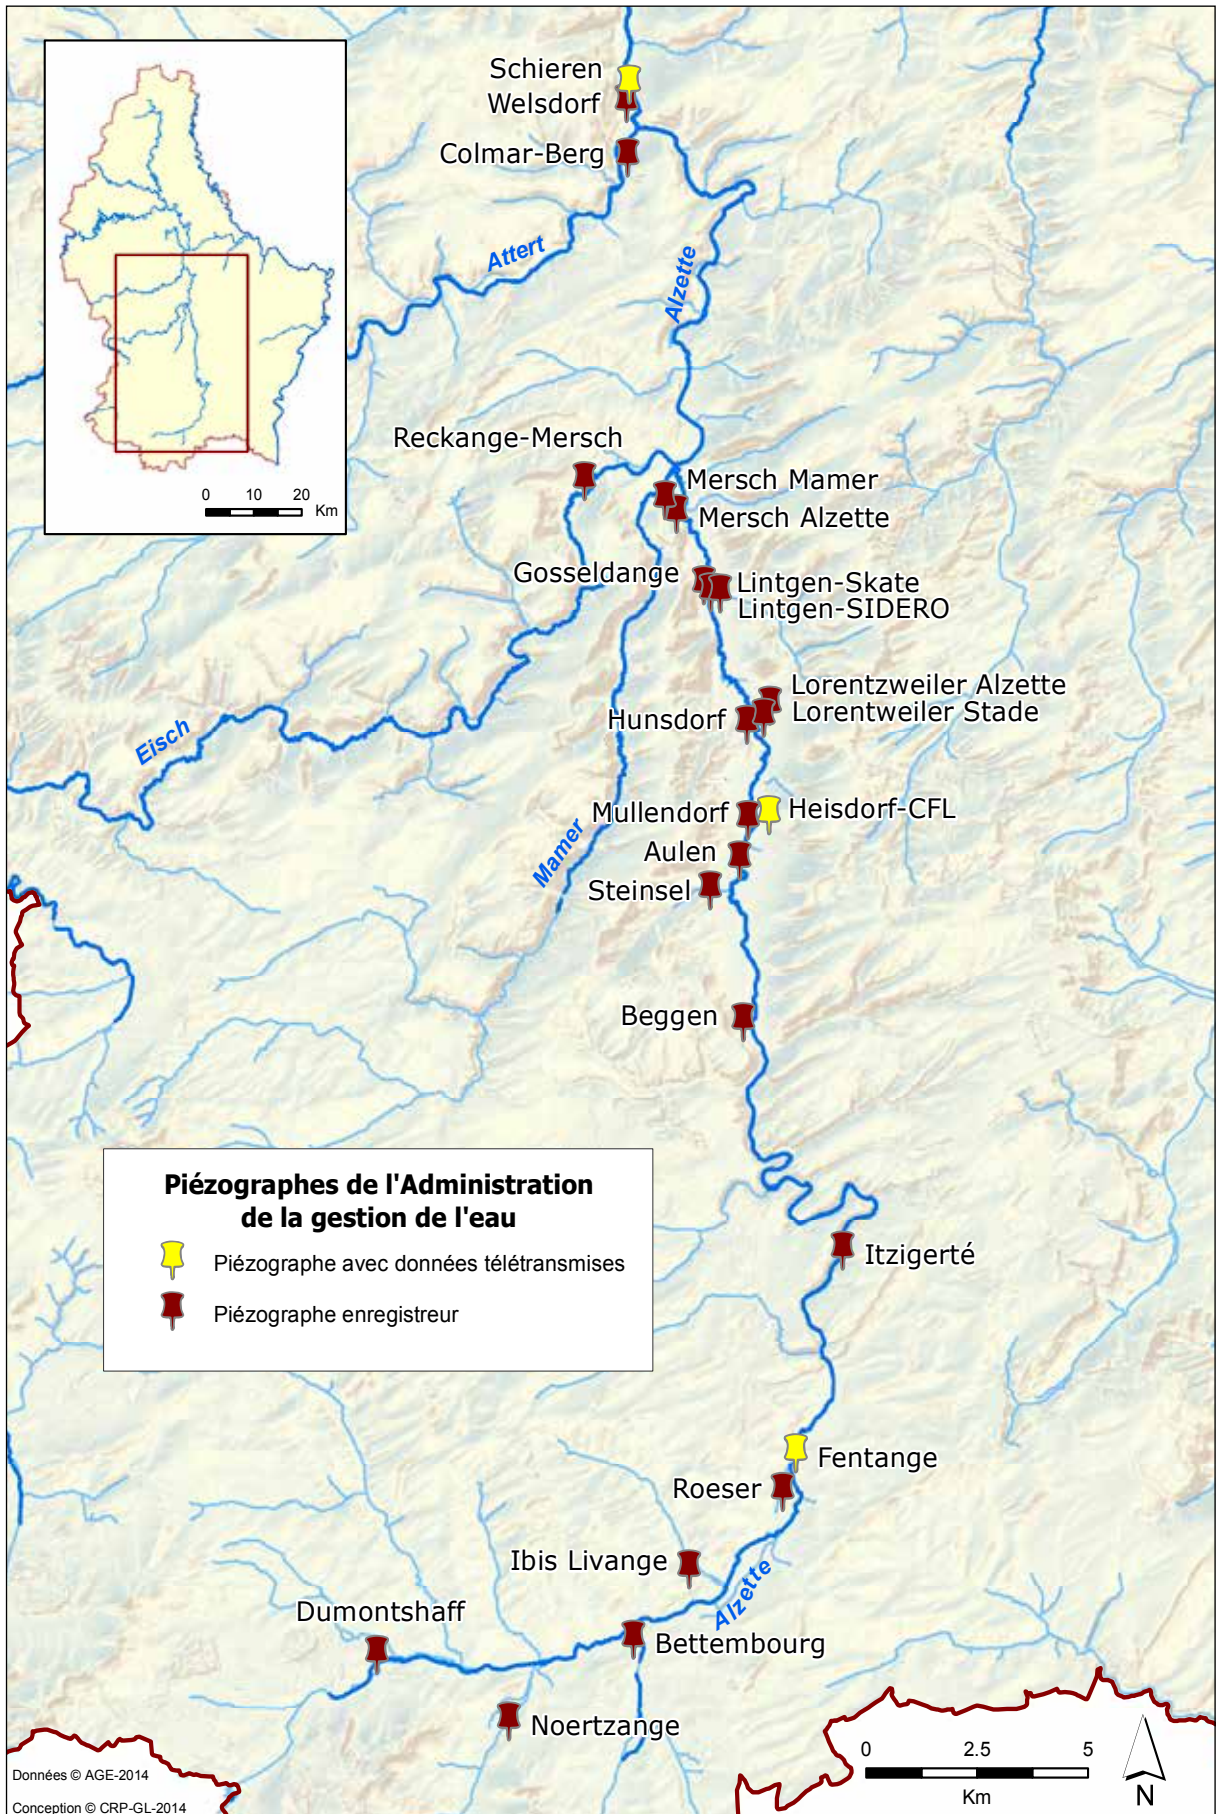 Schieren
Welsdorf
Colmar-Berg
Attert
Alzette
0 10 20
Km
Reckange-Mersch
Mersch Mamer
Mersch Alzette
Gosseldange
Lintgen-Skate
Lintgen-SIDERO
Lorentzweiler Alzette
Lorentweiler Stade
Hunsdorf
Eisch
Mullendorf
Heisdorf-CFL
Mamer
Aulen
Steinsel
Beggen
Piézographes de l'Administration
de la gestion de l'eau
Piézographe avec données télétransmises
Piézographe enregistreur
Itzigerté
Fentange
Roeser
Ibis Livange
Alzette
Dumontshaff
Bettembourg
Noertzange
0 2.5 5
Km
N
Données © AGE-2014
Conception © CRP-GL-2014